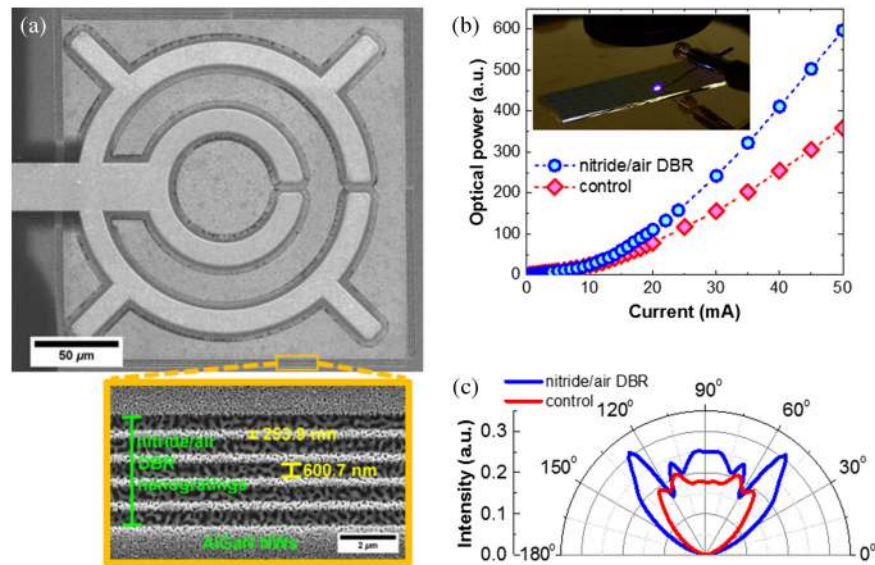 (a)
50 µm
293.9 nm
nitride/air
DBR
nanogratings
600.7 nm
AlGaN NWs
2 µm
(b)
600
500
400
300
200
100
0
Optical power (a.u.)
nitride/air DBR
control
0 10 20 30 40 50
Current (mA)
(c)
nitride/air DBR
control
90°
120° 60°
150° 30°
180° 0°
0.3
0.2
0.1
0.0
Intensity (a.u.)